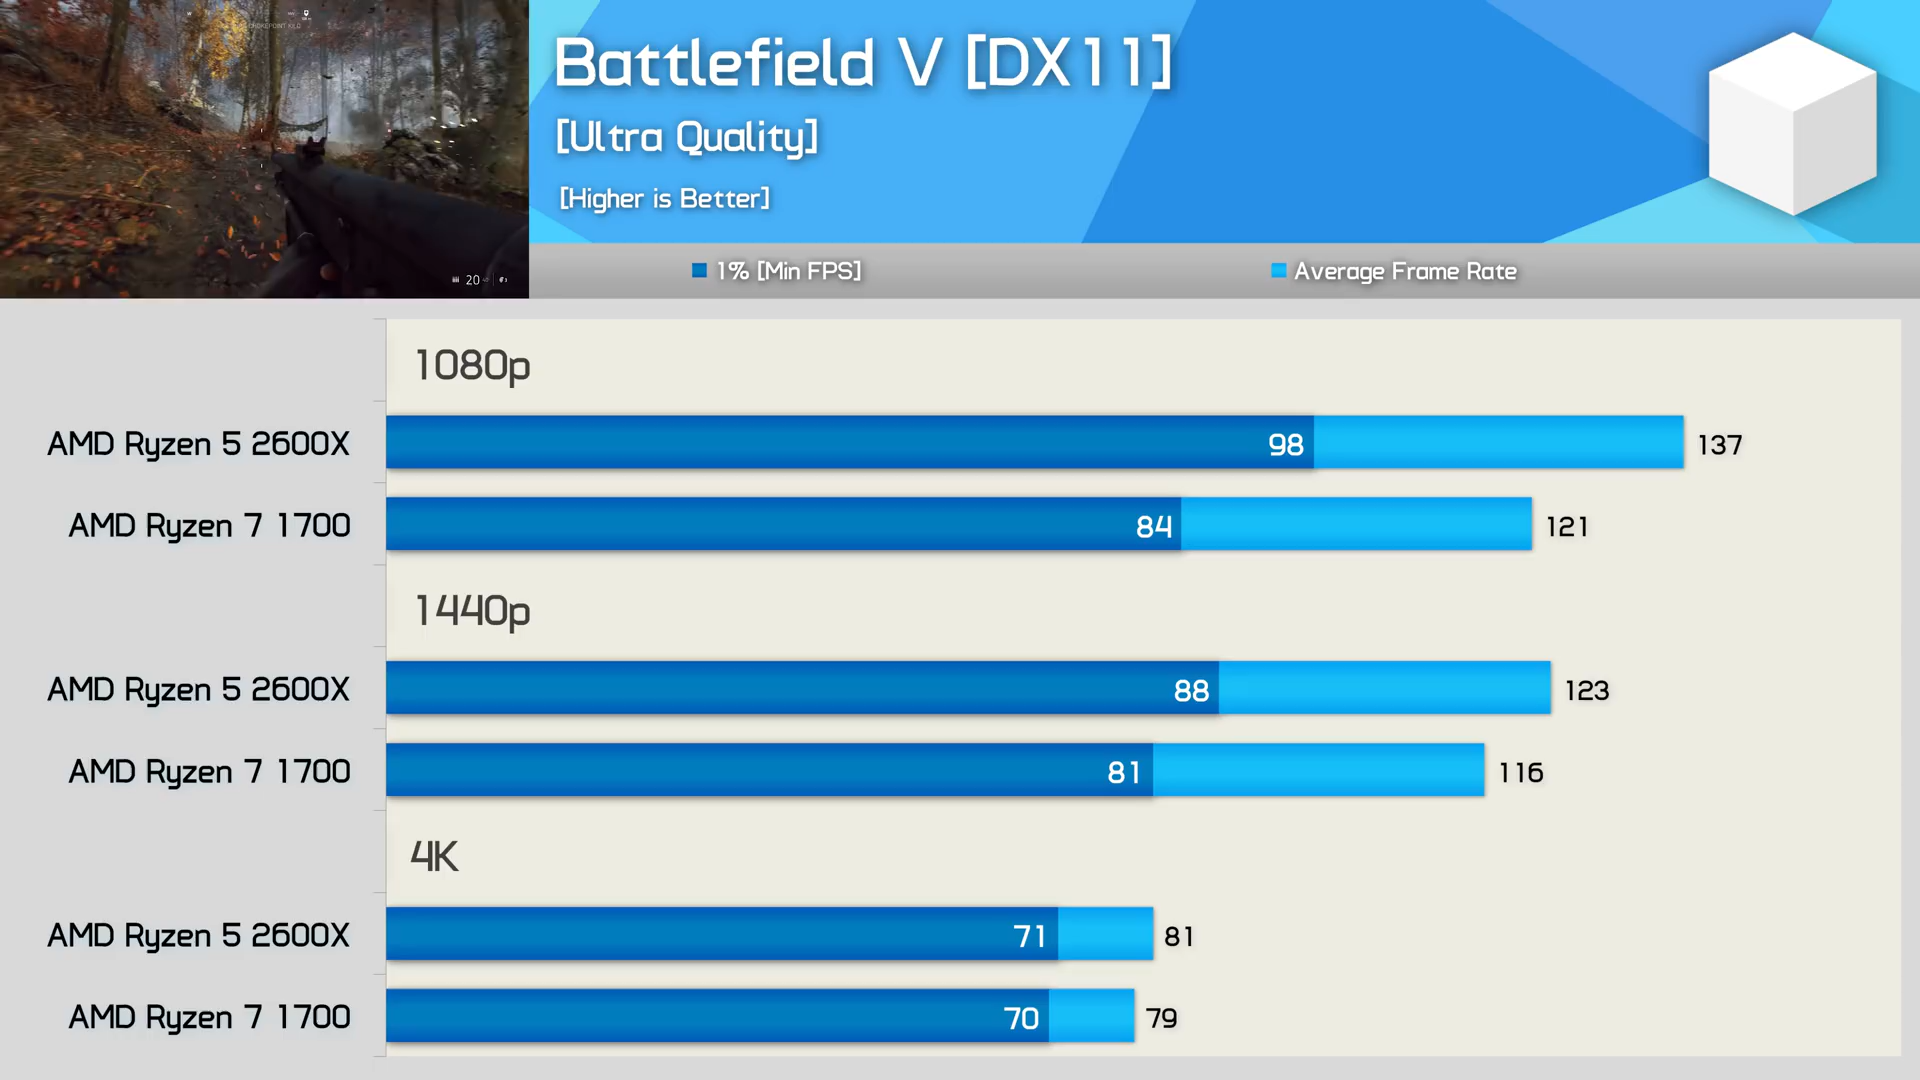 Battlefield V [DX11]
[Ultra Quality]
[Higher is Better]
20
1% [Min FPS]
Average Frame Rate
1080p
AMD Ryzen 5 2600X
98
137
AMD Ryzen 7 1700
84
121
1440p
AMD Ryzen 5 2600X
88
123
AMD Ryzen 7 1700
81
116
4K
AMD Ryzen 5 2600X
71
81
AMD Ryzen 7 1700
70
79